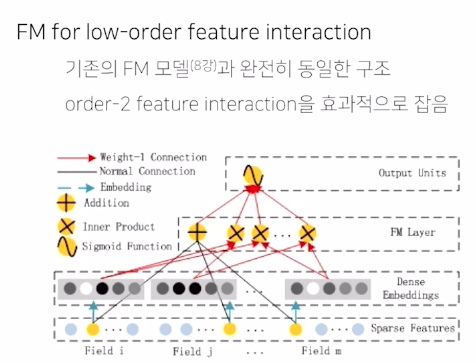 FM for low-order feature interaction
기존의 FM 모델(8강)과 완전히 동일한 구조
order-2 feature interaction을 효과적으로 잡음
Weight-1 Connection
Normal Connection
Embedding
Addition
Inner Product
Sigmoid Function
Output Units
FM Layer
...
Dense
Embeddings
...
Sparse Features
... ... ... ...
Field i Field j ... Field m